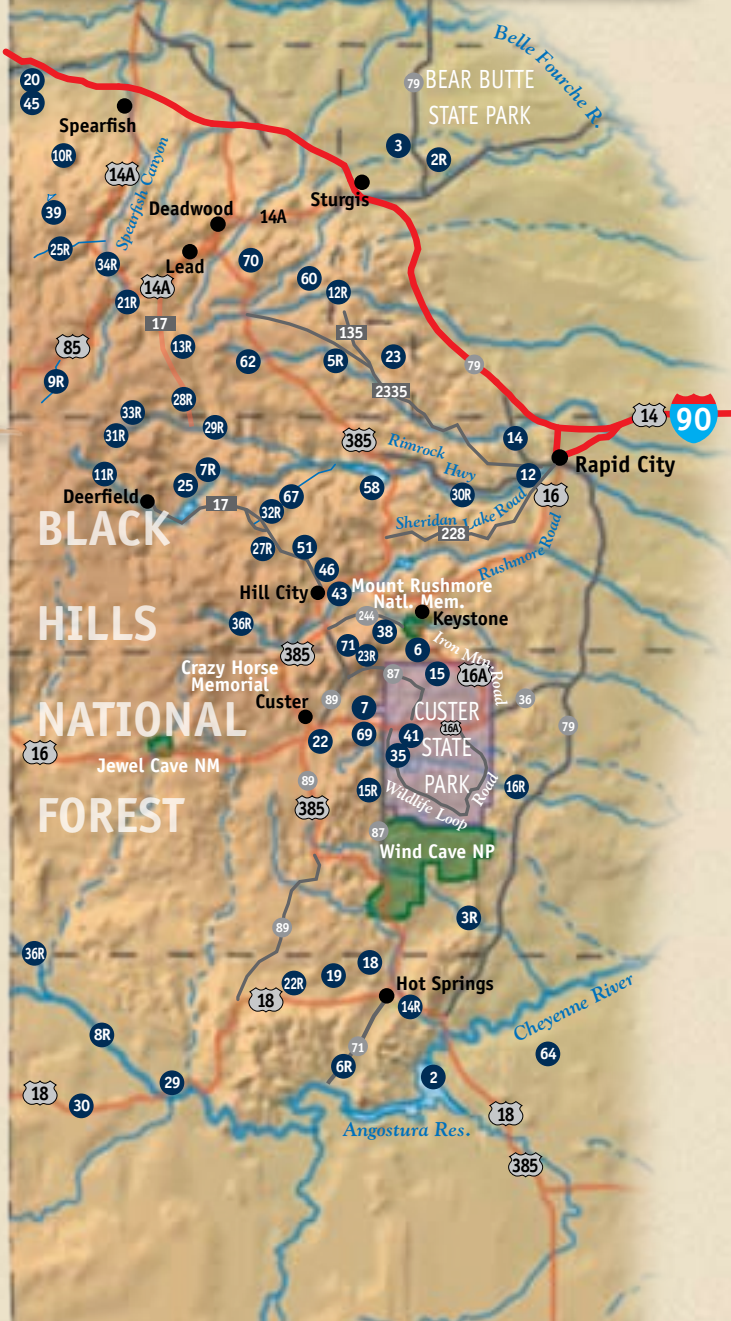 Belle Fourche R.
20
79
BEAR BUTTE
STATE PARK
45
Spearfish
3
2R
10R
14A
Spearfish Canyon
Sturgis
39
Deadwood
14A
25R
Lead
34R
70
60
12R
14A
21R
17
135
85
13R
62
5R
23
79
9R
2335
28R
33R
29R
31R
385
14
14
90
Rimrock
Hwy
Rapid City
11R
7R
25
67
58
12
30R
16
Deerfield
17
32R
Sheridan Lake Road
228
BLACK
27R
51
46
Rushmore Road
Hill City
43
Mount Rushmore
Natl. Mem.
HILLS
36R
244
Keystone
38
385
71
23R
6
Iron Mtn. Road
Crazy Horse
Memorial
87
15
16A
89
Custer
7
CUSTER
36
NATIONAL
16A
79
22
69
41
STATE
16
35
Jewel Cave NM
89
PARK
15R
16R
385
Wildlife Loop Road
FOREST
87
Wind Cave NP
3R
89
36R
18
19
22R
Hot Springs
18
14R
Cheyenne River
8R
71
64
6R
2
29
18
30
18
Angostura Res.
385